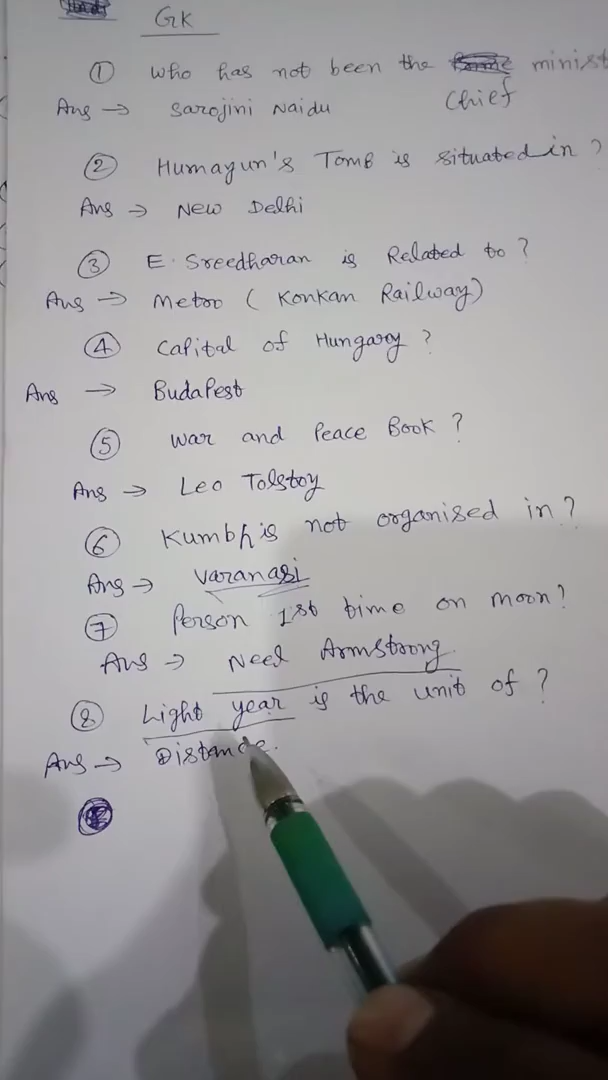 GK
① Who has not been the minist
Chief
Ans → Sarojini Naidu
② Humayun's Tomb is situated in ?
Ans → New Delhi
③ E. Sreedharan is Related to ?
Ans → Metro ( Konkan Railway)
④ Capital of Hungary ?
Ans → Budapest
⑤ War and Peace Book ?
Ans → Leo Tolstoy
⑥ Kumbh is not organised in ?
Ans → Varanasi
⑦ Person 1st time on moon?
Ans → Neel Armstrong.
⑧ Light year is the unit of ?
Ans → Distance.